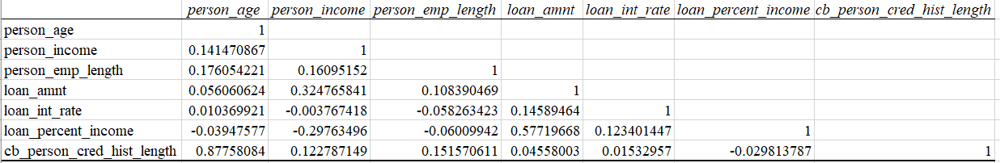 person_age person_income person_emp_length loan_amnt loan_int_rate loan_percent_income cb_person_cred_hist_length
person_age 1
person_income 0.141470867 1
person_emp_length 0.176054221 0.16095152 1
loan_amnt 0.056060624 0.324765841 0.108390469 1
loan_int_rate 0.010369921 -0.003767418 -0.058263423 0.14589464 1
loan_percent_income -0.03947577 -0.29763496 -0.06009942 0.57719668 0.123401447 1
cb_person_cred_hist_length 0.87758084 0.122787149 0.151570611 0.04558003 0.01532957 -0.029813787 1